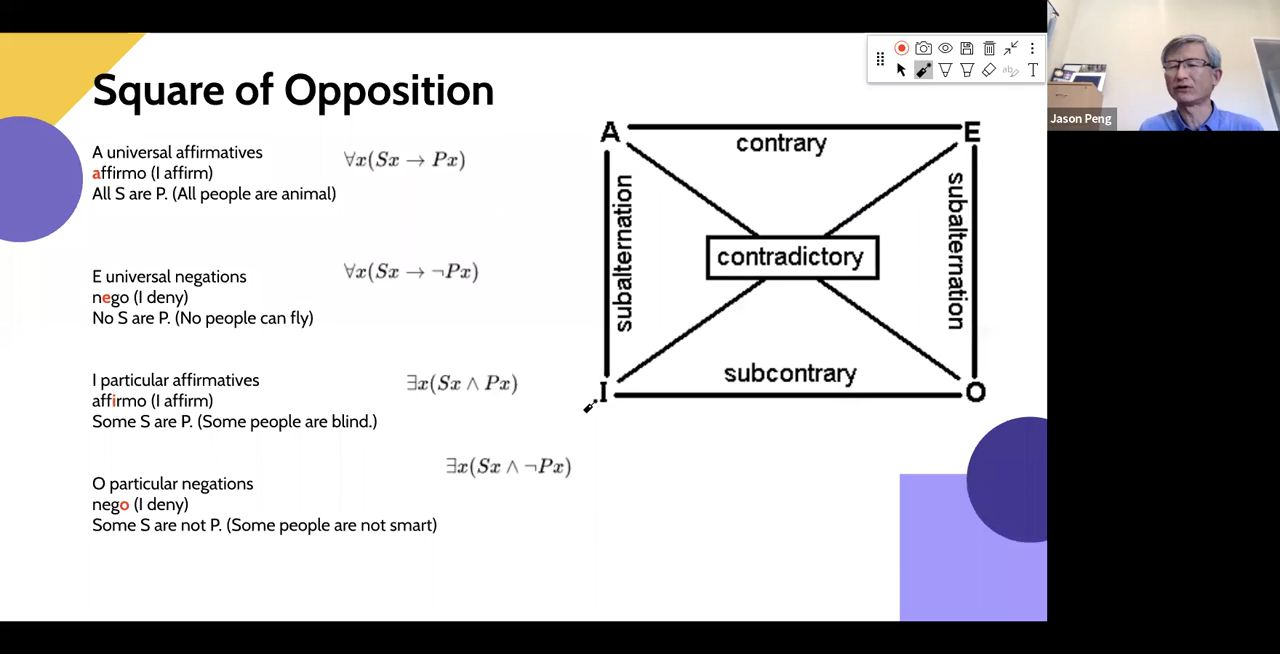 Square of Opposition
A universal affirmatives
affirmo (I affirm)
All S are P. (All people are animal)
∀x(Sx → Px)
E universal negations
nego (I deny)
No S are P. (No people can fly)
∀x(Sx → ¬Px)
I particular affirmatives
affirmo (I affirm)
Some S are P. (Some people are blind.)
∃x(Sx ∧ Px)
O particular negations
nego (I deny)
Some S are not P. (Some people are not smart)
∃x(Sx ∧ ¬Px)
A
contrary
E
subalternation
contradictory
subalternation
I
subcontrary
O
ab
T
Jason Peng